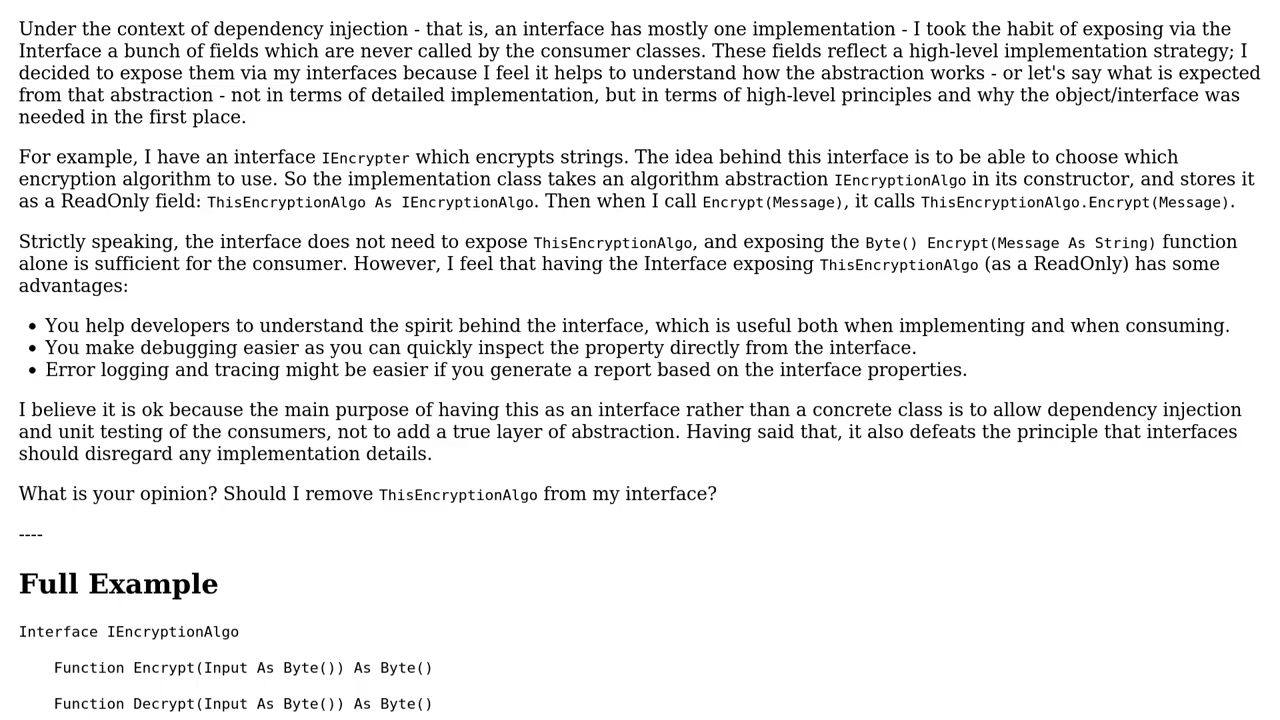 Under the context of dependency injection - that is, an interface has mostly one implementation - I took the habit of exposing via the
Interface a bunch of fields which are never called by the consumer classes. These fields reflect a high-level implementation strategy; I
decided to expose them via my interfaces because I feel it helps to understand how the abstraction works - or let's say what is expected
from that abstraction - not in terms of detailed implementation, but in terms of high-level principles and why the object/interface was
needed in the first place.
For example, I have an interface IEncrypter which encrypts strings. The idea behind this interface is to be able to choose which
encryption algorithm to use. So the implementation class takes an algorithm abstraction IEncryptionAlgo in its constructor, and stores it
as a ReadOnly field: ThisEncryptionAlgo As IEncryptionAlgo. Then when I call Encrypt(Message), it calls ThisEncryptionAlgo.Encrypt(Message).
Strictly speaking, the interface does not need to expose ThisEncryptionAlgo, and exposing the Byte() Encrypt(Message As String) function
alone is sufficient for the consumer. However, I feel that having the Interface exposing ThisEncryptionAlgo (as a ReadOnly) has some
advantages:
• You help developers to understand the spirit behind the interface, which is useful both when implementing and when consuming.
• You make debugging easier as you can quickly inspect the property directly from the interface.
• Error logging and tracing might be easier if you generate a report based on the interface properties.
I believe it is ok because the main purpose of having this as an interface rather than a concrete class is to allow dependency injection
and unit testing of the consumers, not to add a true layer of abstraction. Having said that, it also defeats the principle that interfaces
should disregard any implementation details.
What is your opinion? Should I remove ThisEncryptionAlgo from my interface?
----
Full Example
Interface IEncryptionAlgo
Function Encrypt(Input As Byte()) As Byte()
Function Decrypt(Input As Byte()) As Byte()